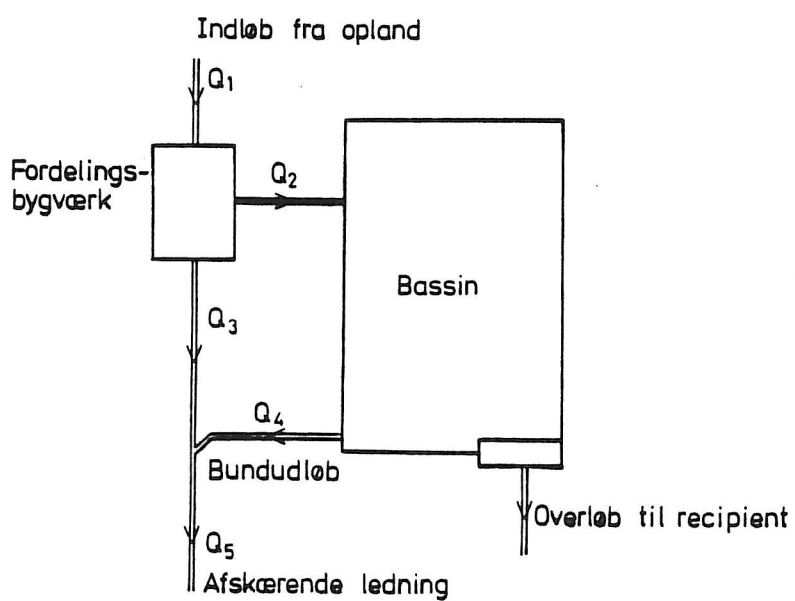 Indløb fra opland
Q1
Fordelings-
bygværk
Q2
Bassin
Q3
Q4
Bundudløb
Overløb til recipient
Q5
Afskærende ledning